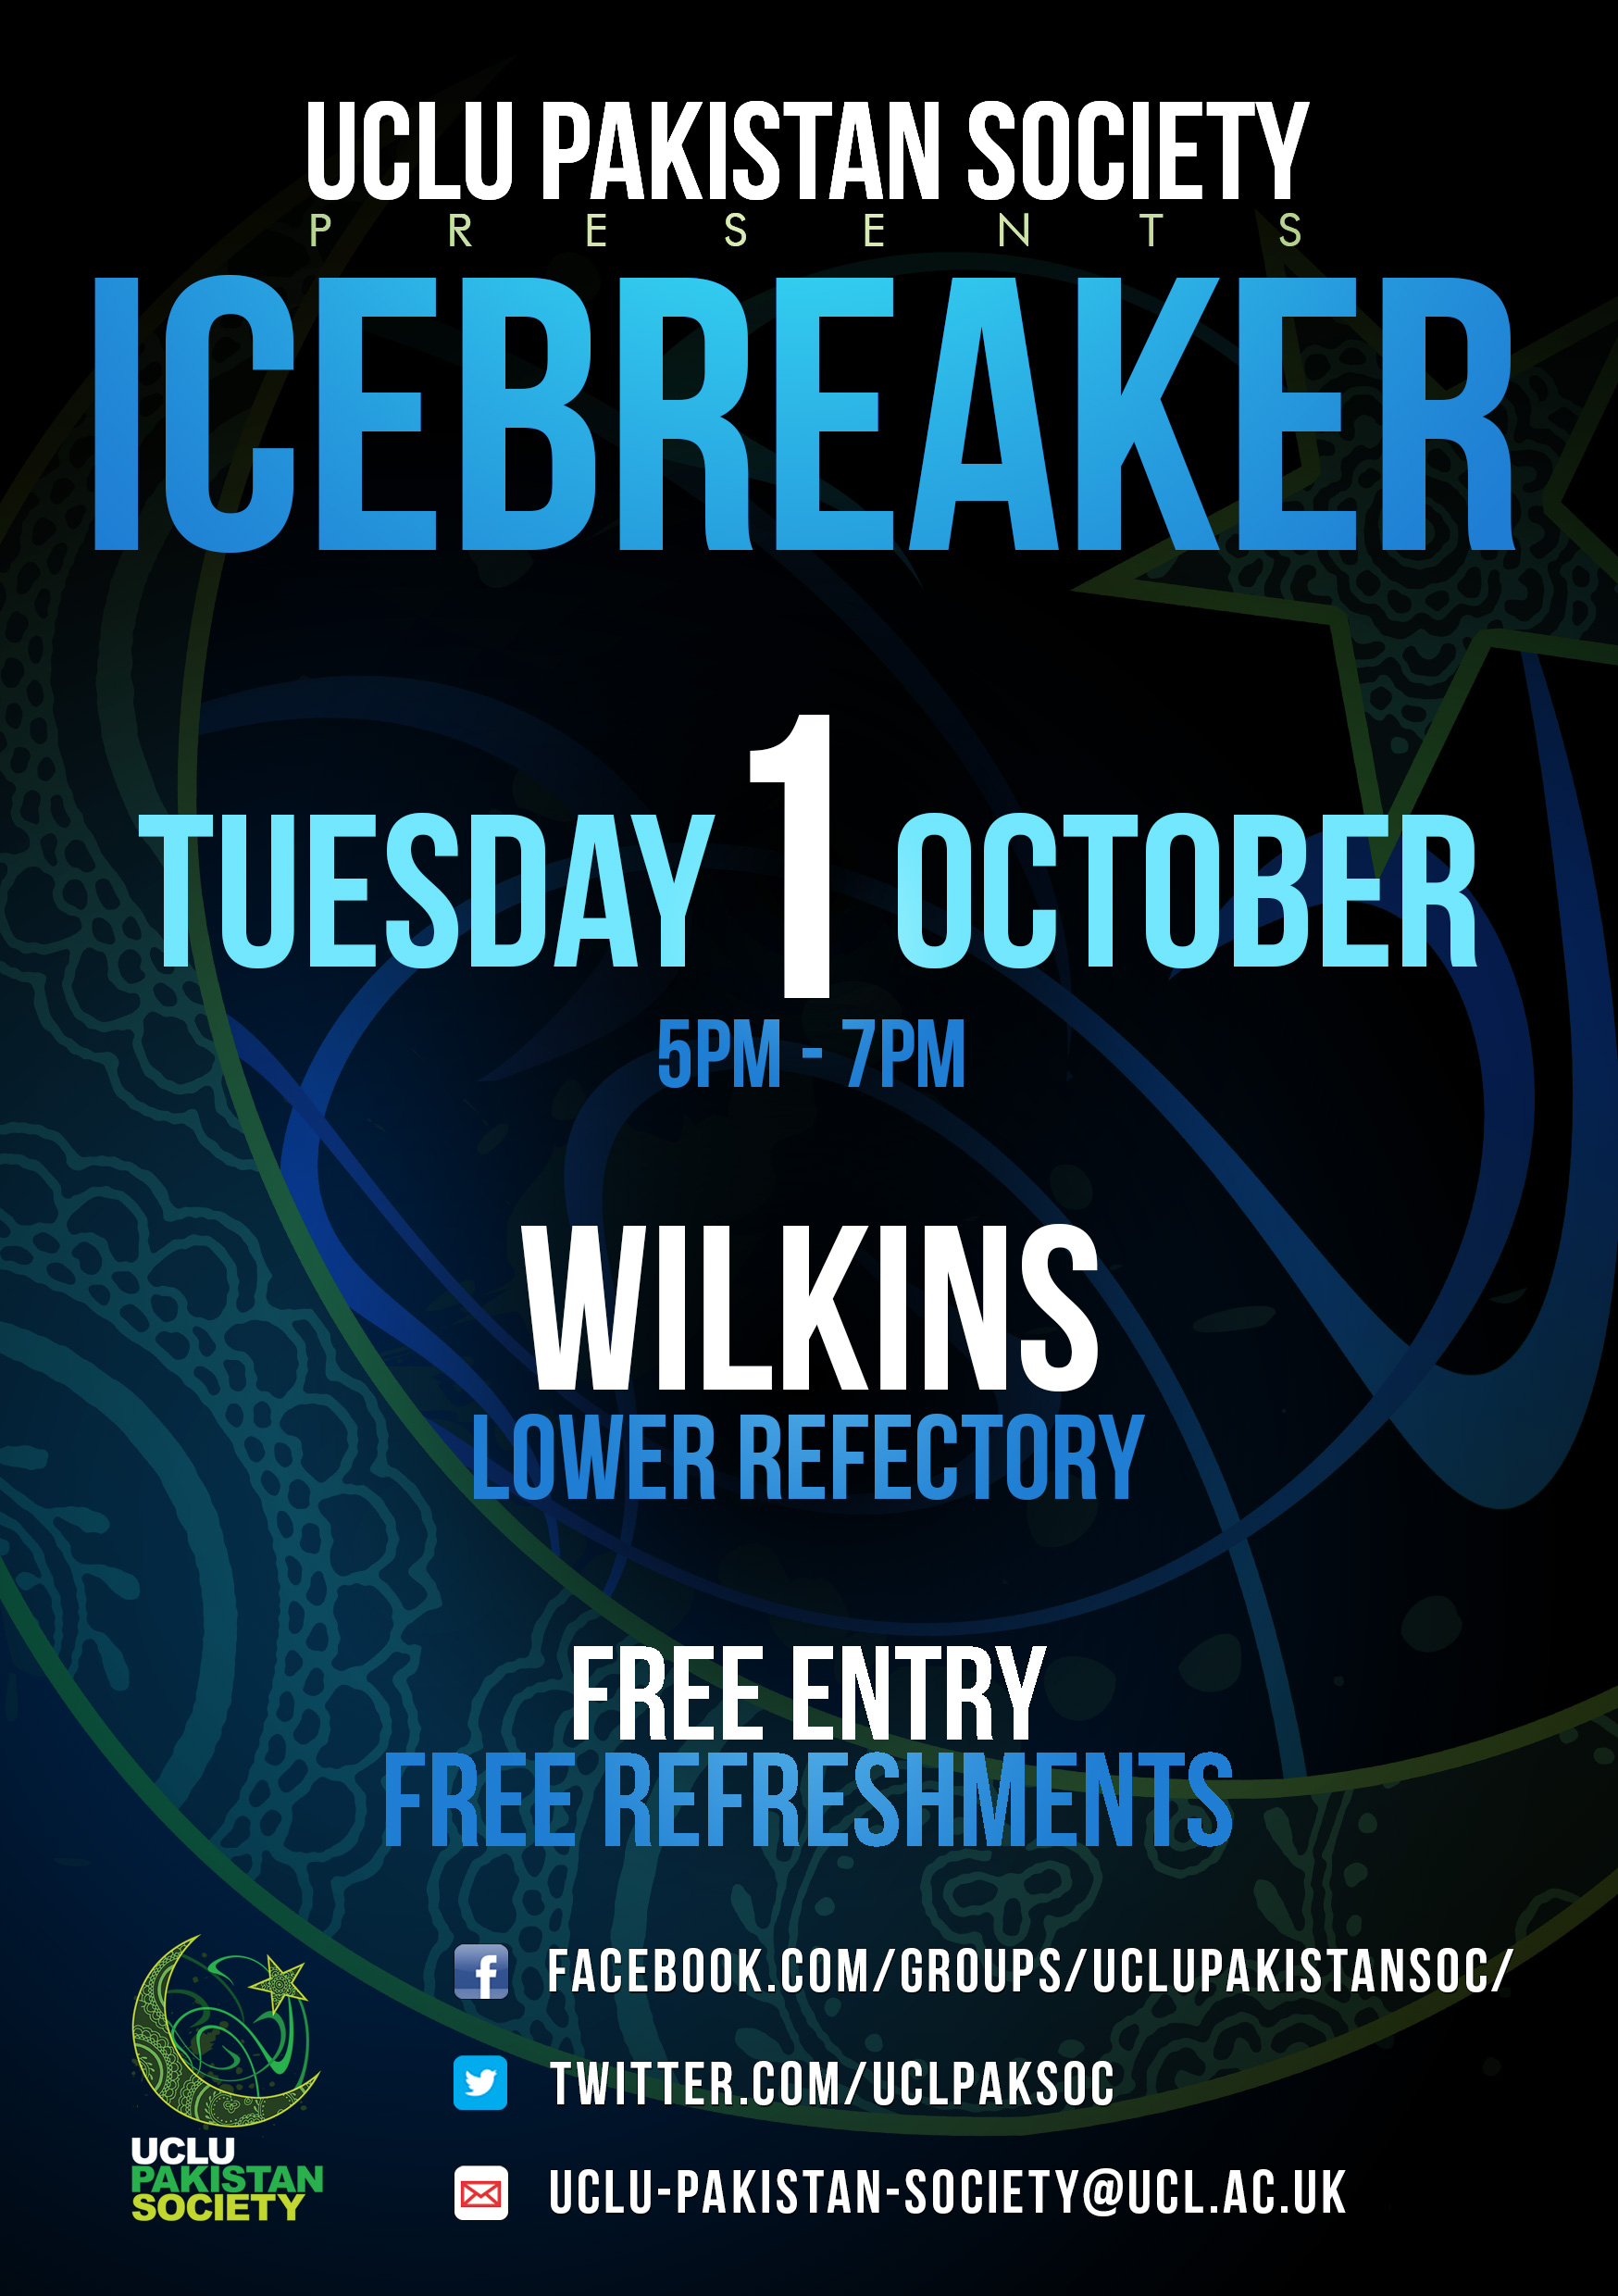 UCLU PAKISTAN SOCIETY
PRESENTS
ICEBREAKER
TUESDAY 1 OCTOBER
5PM - 7PM
WILKINS
LOWER REFECTORY
FREE ENTRY
FREE REFRESHMENTS
FACEBOOK.COM/GROUPS/UCLUPAKISTANSOC/
TWITTER.COM/UCLPAKSOC
UCLU-PAKISTAN-SOCIETY@UCL.AC.UK
UCLU
PAKISTAN
SOCIETY